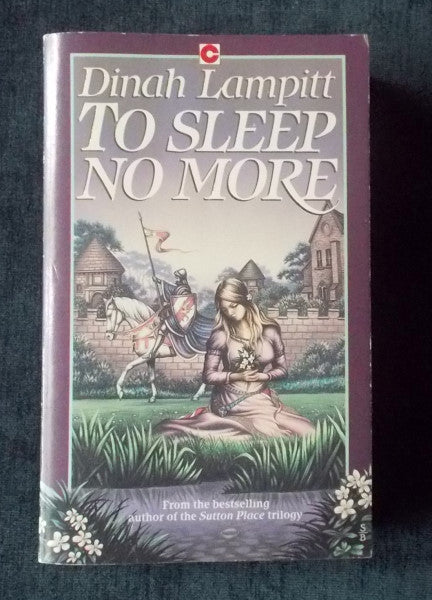 Dinah Lampitt
TO SLEEP
NO MORE
From the bestselling
author of the Sutton Place trilogy